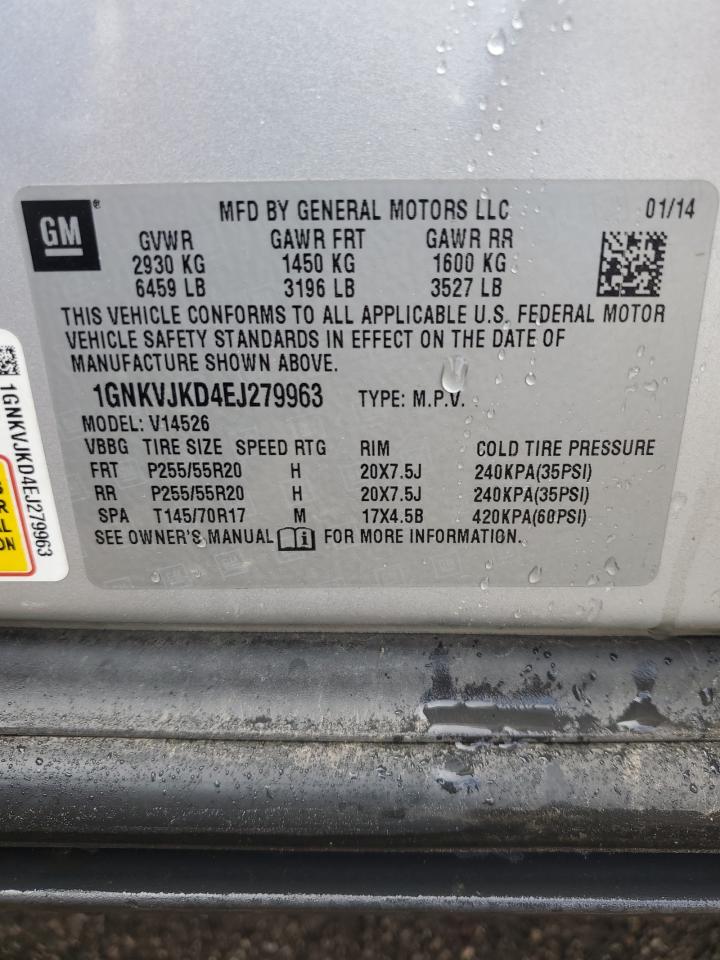 GM®
MFD BY GENERAL MOTORS LLC 01/14
GVWR GAWR FRT GAWR RR
2930 KG 1450 KG 1600 KG
6459 LB 3196 LB 3527 LB
THIS VEHICLE CONFORMS TO ALL APPLICABLE U.S. FEDERAL MOTOR
VEHICLE SAFETY STANDARDS IN EFFECT ON THE DATE OF
MANUFACTURE SHOWN ABOVE.
1GNKVJKD4EJ279963 TYPE: M.P.V.
MODEL: V14526
VBBG TIRE SIZE SPEED RTG RIM COLD TIRE PRESSURE
FRT P255/55R20 H 20X7.5J 240KPA(35PSI)
RR P255/55R20 H 20X7.5J 240KPA(35PSI)
SPA T145/70R17 M 17X4.5B 420KPA(60PSI)
SEE OWNER'S MANUAL i FOR MORE INFORMATION.
1GNKVJKD4EJ279963